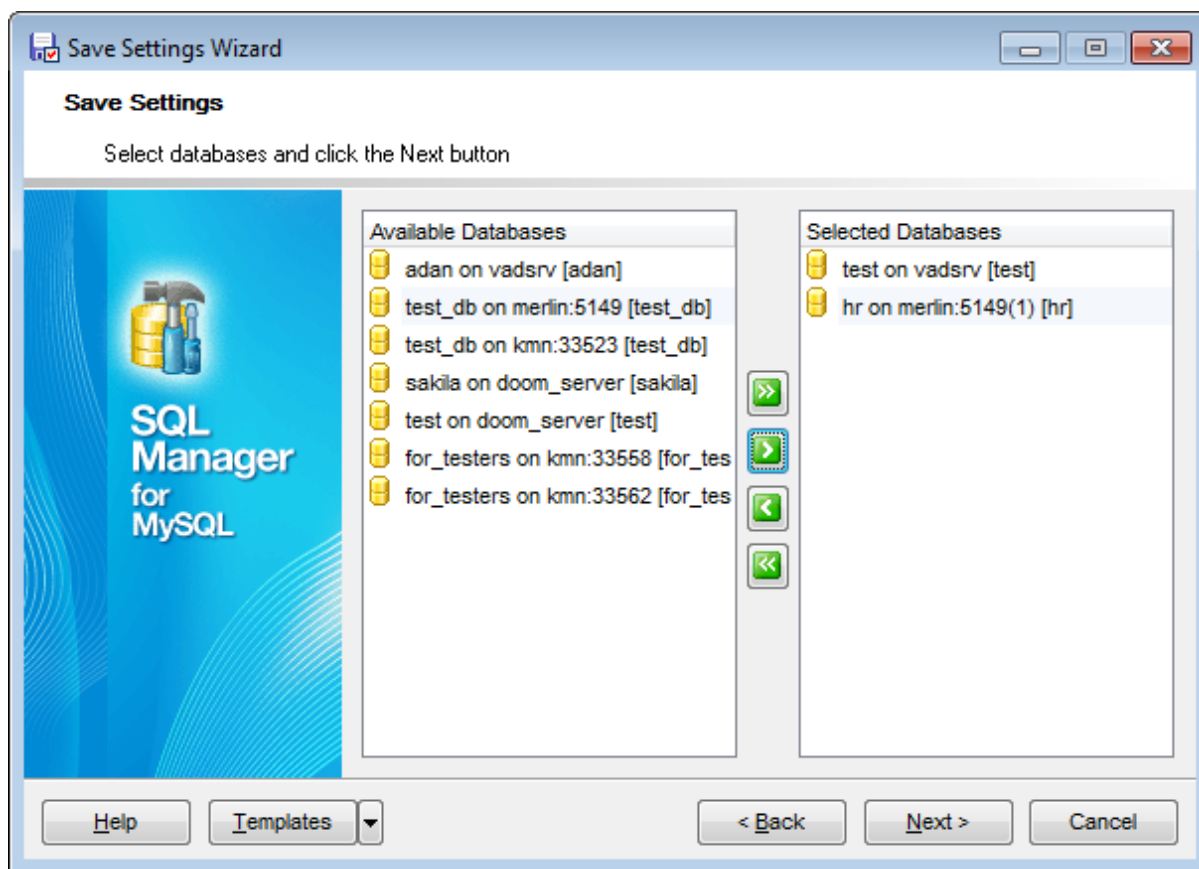 Save Settings Wizard
Save Settings
Select databases and click the Next button
SQL
Manager
for
MySQL
Available Databases
adan on vadsrv [adan]
test_db on merlin:5149 [test_db]
test_db on kmn:33523 [test_db]
sakila on doom_server [sakila]
test on doom_server [test]
for_testers on kmn:33558 [for_tes
for_testers on kmn:33562 [for_tes
Selected Databases
test on vadsrv [test]
hr on merlin:5149(1) [hr]
Help
Templates
< Back
Next >
Cancel